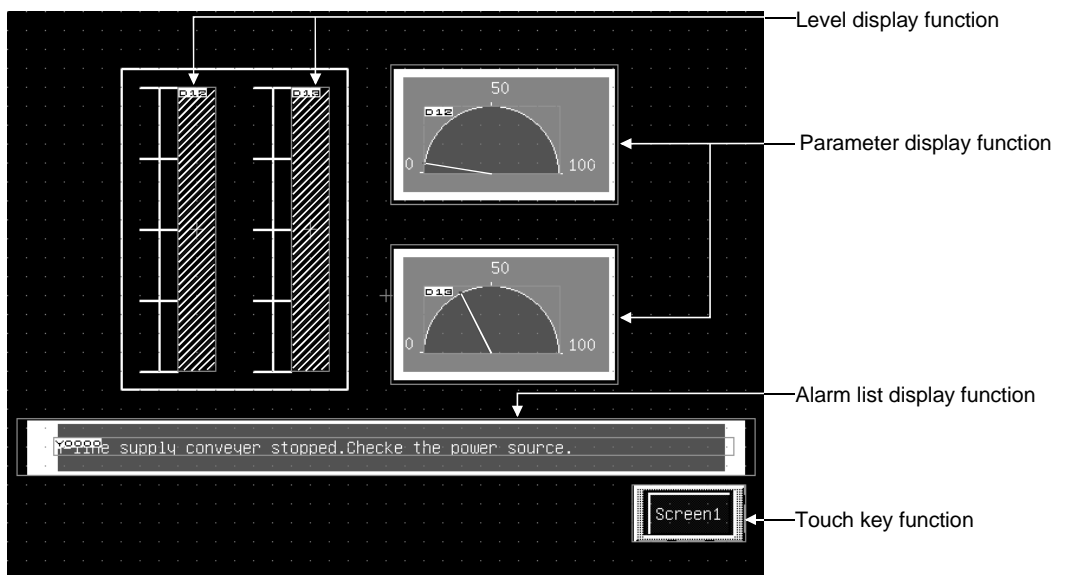 Level display function
D12 D13
50
D12
0 100
Parameter display function
50
D13
0 100
Alarm list display function
Y0000
supply conveyer stopped.Checke the power source.
Screen1
Touch key function